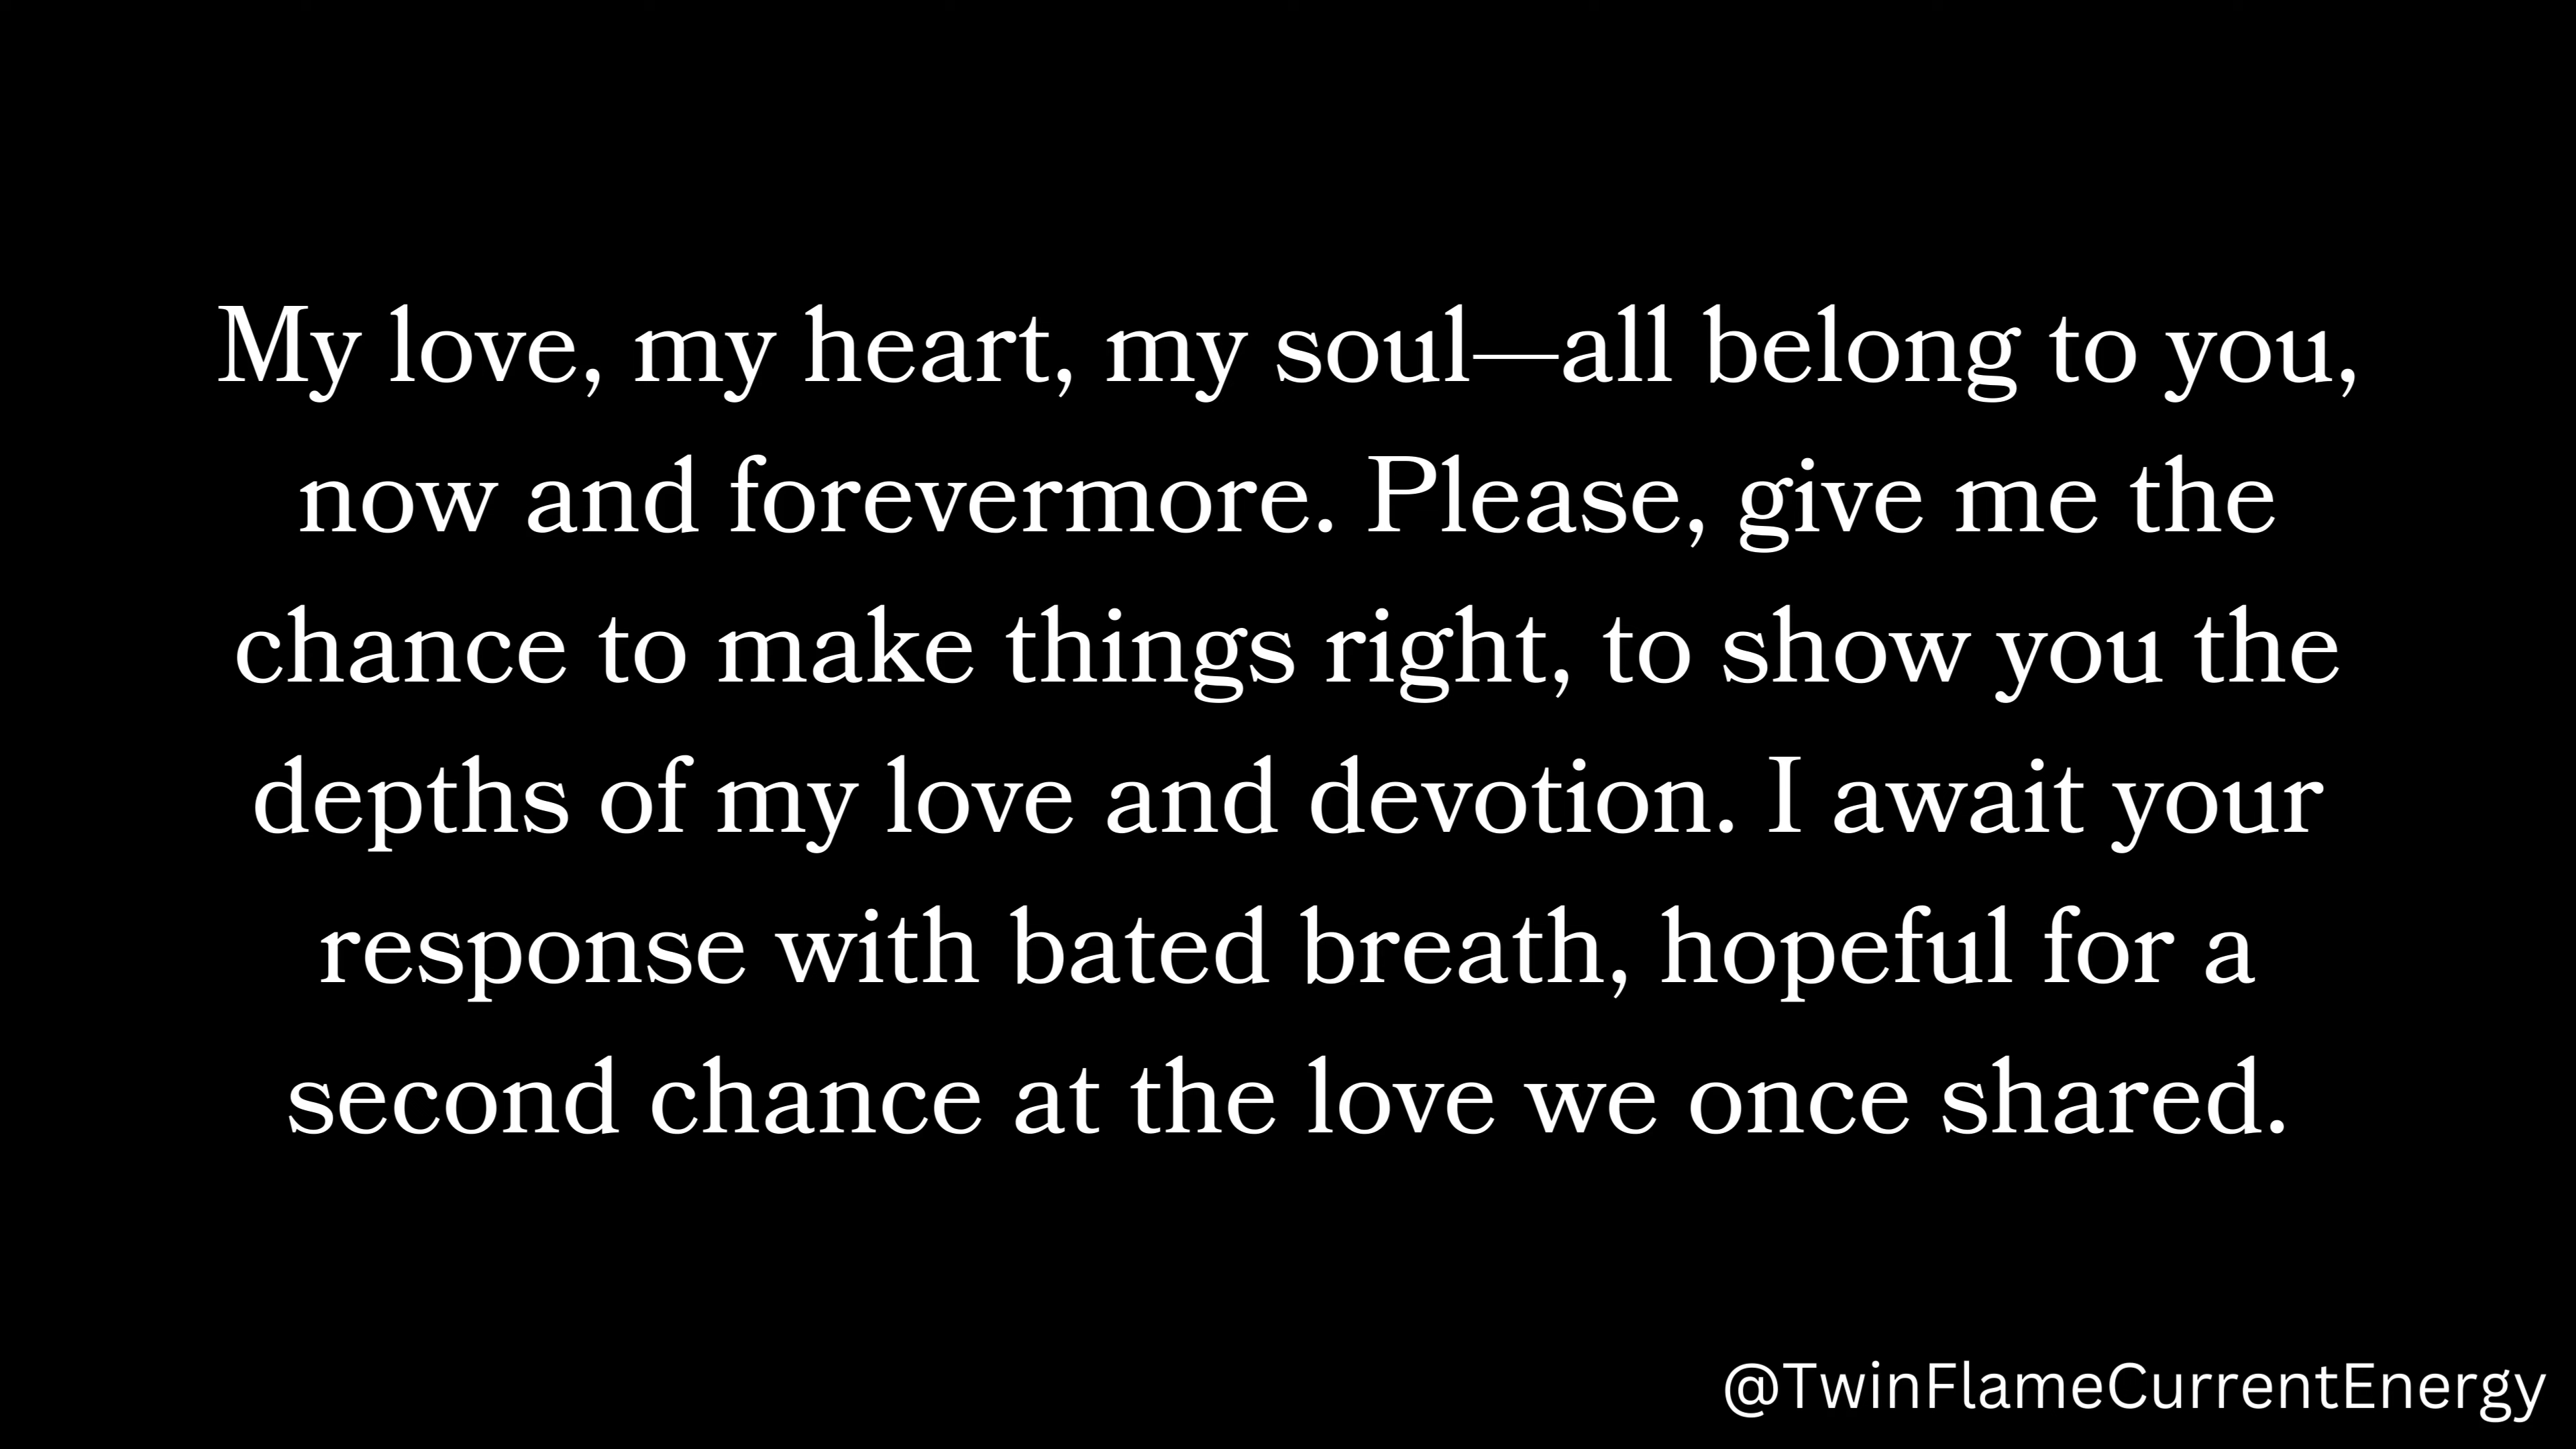 My love, my heart, my soul—all belong to you,
now and forevermore. Please, give me the
chance to make things right, to show you the
depths of my love and devotion. I await your
response with bated breath, hopeful for a
second chance at the love we once shared.
@TwinFlameCurrentEnergy